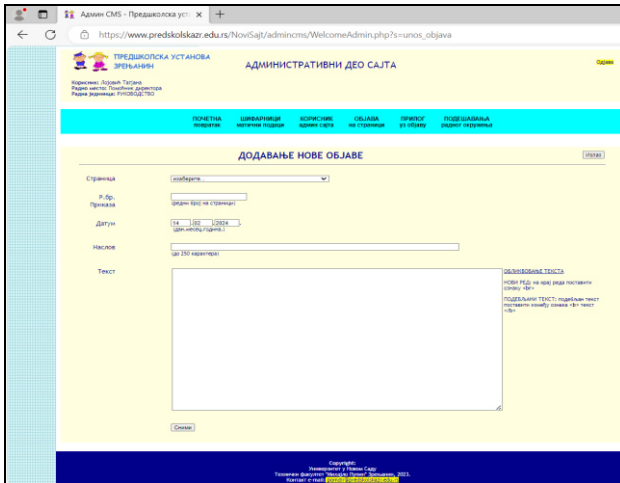 Админ CMS - Предшколска уст
https://www.predskolskazr.edu.rs/NoviSajt/admincms/WelcomeAdmin.php?s=unos_objava
ПРЕДШКОЛСКА УСТАНОВА
ЗРЕЊАНИН
АДМИНИСТРАТИВНИ ДЕО САЈТА
Одјава
Корисник: Лојовић Татјана
Радно место: Помоћник директора
Радна јединица: РУКОВОДСТВО
ПОЧЕТНА ШИФАРНИЦИ КОРИСНИК ОБЈАВА ПРИЛОГ ПОДЕШАВАЊА
повратак матични подаци админ сајта на страници уз објаву радног окружења
ДОДАВАЊЕ НОВЕ ОБЈАВЕ
Излаз
Страница изаберите...
Р.бр.
Приказа
(редни број на страници)
Датум 14 .02 .2024 .
(дан.месец.година.)
Наслов
(до 250 карактера)
Текст
ОБЛИКОВАЊЕ ТЕКСТА
НОВИ РЕД: на крај реда поставити
ознаку <br>
ПОДЕБЉАНИ ТЕКСТ: подебљан текст
поставити између ознака <b> текст
</b>
Сними
Copyright:
Универзитет у Новом Саду
Технички факултет "Михајло Пупин" Зрењанин, 2023.
Контакт e-mail: